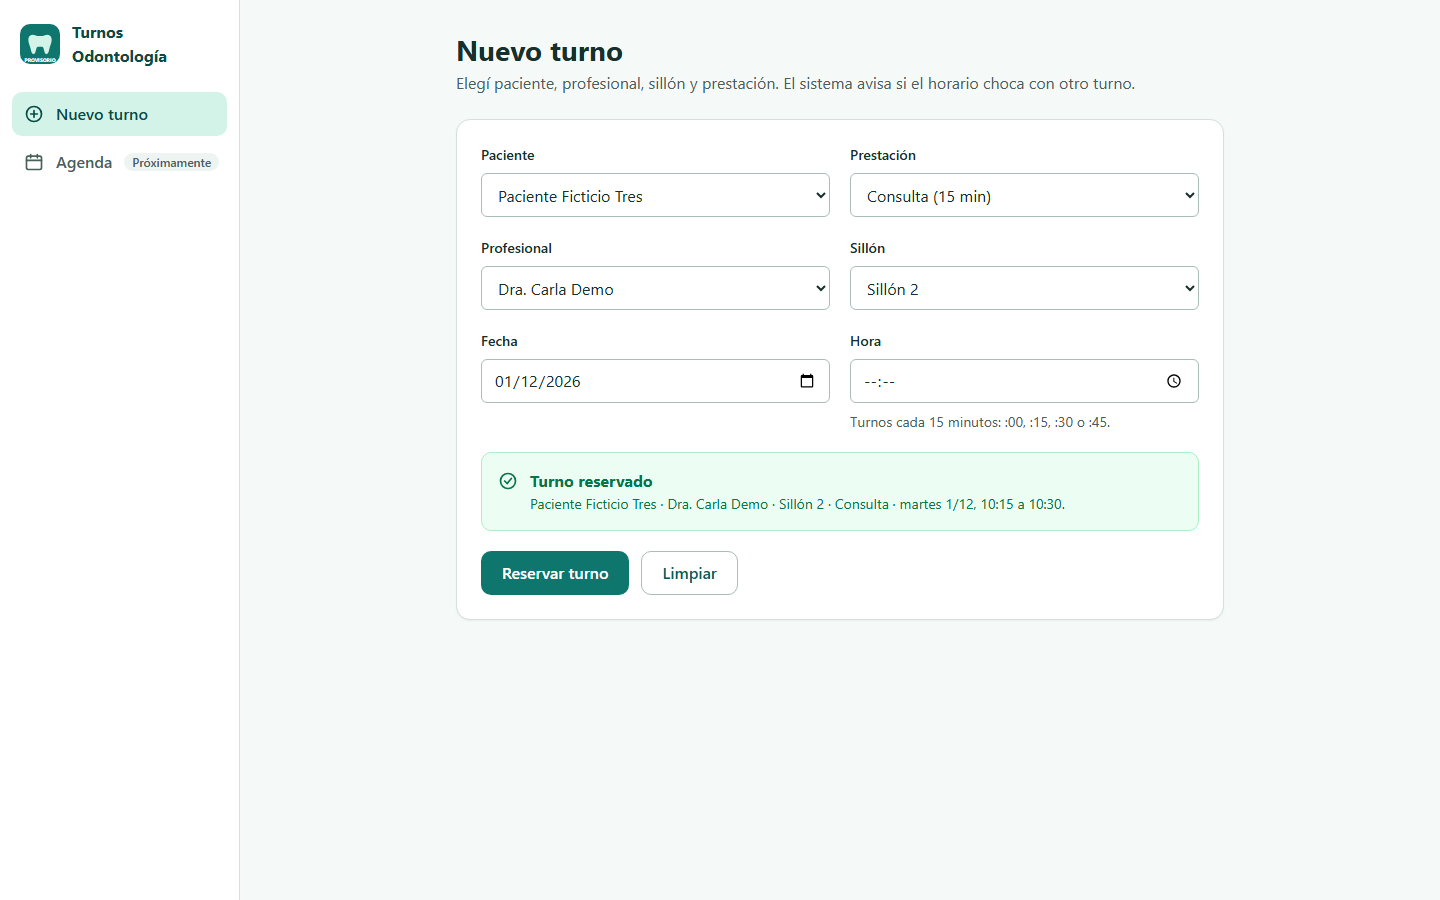 Turnos
Odontología
PROVISORIO
Nuevo turno
Agenda
Próximamente
Nuevo turno
Elegí paciente, profesional, sillón y prestación. El sistema avisa si el horario choca con otro turno.
Paciente
Prestación
Paciente Ficticio Tres
Consulta (15 min)
Profesional
Sillón
Dra. Carla Demo
Sillón 2
Fecha
Hora
01/12/2026
--:--
Turnos cada 15 minutos: :00, :15, :30 o :45.
Turno reservado
Paciente Ficticio Tres · Dra. Carla Demo · Sillón 2 · Consulta · martes 1/12, 10:15 a 10:30.
Reservar turno
Limpiar